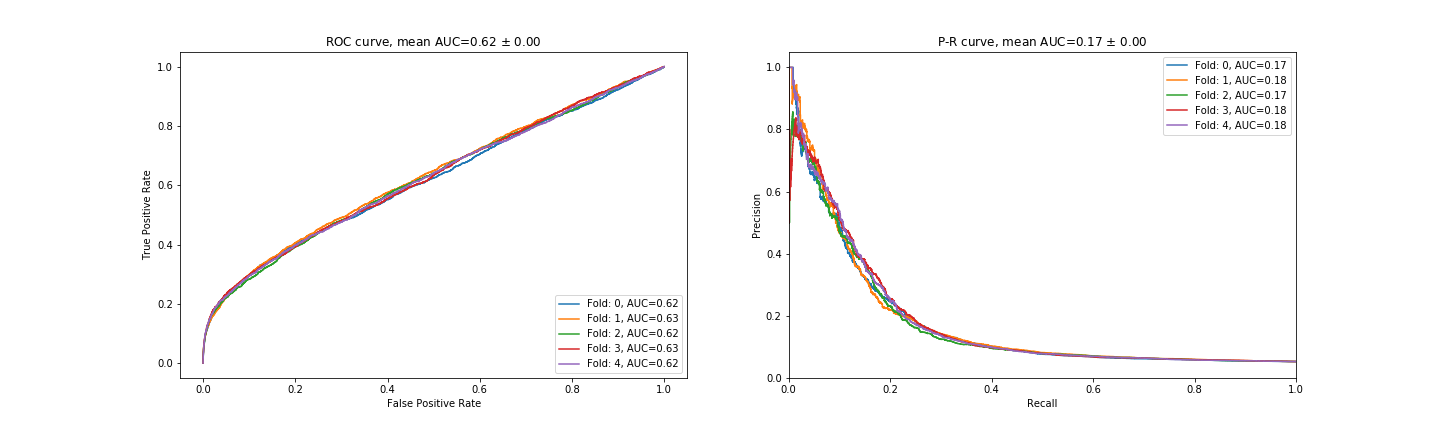 ROC curve, mean AUC=0.62 ± 0.00
1.0
0.8
0.6
0.4
0.2
0.0
True Positive Rate
0.0 0.2 0.4 0.6 0.8 1.0
False Positive Rate
Fold: 0, AUC=0.62
Fold: 1, AUC=0.63
Fold: 2, AUC=0.62
Fold: 3, AUC=0.63
Fold: 4, AUC=0.62
P-R curve, mean AUC=0.17 ± 0.00
1.0
0.8
0.6
0.4
0.2
0.0
Precision
0.0 0.2 0.4 0.6 0.8 1.0
Recall
Fold: 0, AUC=0.17
Fold: 1, AUC=0.18
Fold: 2, AUC=0.17
Fold: 3, AUC=0.18
Fold: 4, AUC=0.18